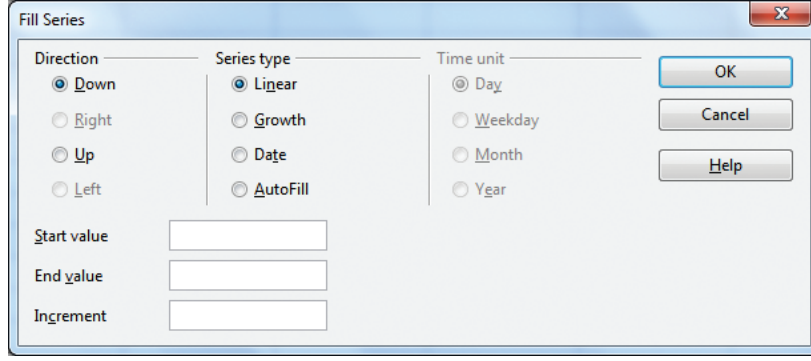 Fill Series
Direction Series type Time unit
Down Linear Day OK
Right Growth Weekday Cancel
Up Date Month Help
Left AutoFill Year
Start value
End value
Increment